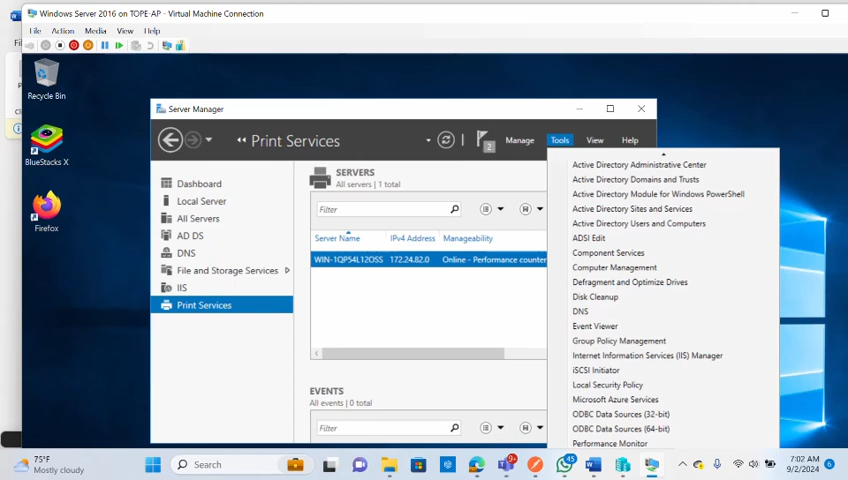 Windows Server 2016 on TOPE-AP - Virtual Machine Connection
File Action Media View Help
Recycle Bin
BlueStacks X
Firefox
Server Manager
Print Services
2
Manage Tools View Help
Dashboard
Local Server
All Servers
AD DS
DNS
File and Storage Services
IIS
Print Services
SERVERS
All servers | 1 total
Filter
Server Name IPv4 Address Manageability
WIN-1QP54L12OSS 172.24.82.0 Online - Performance counter
EVENTS
All events | 0 total
Filter
Active Directory Administrative Center
Active Directory Domains and Trusts
Active Directory Module for Windows PowerShell
Active Directory Sites and Services
Active Directory Users and Computers
ADSI Edit
Component Services
Computer Management
Defragment and Optimize Drives
Disk Cleanup
DNS
Event Viewer
Group Policy Management
Internet Information Services (IIS) Manager
iSCSI Initiator
Local Security Policy
Microsoft Azure Services
ODBC Data Sources (32-bit)
ODBC Data Sources (64-bit)
Performance Monitor
75°F
Mostly cloudy
Search
9+
45
7:02 AM
9/2/2024
6